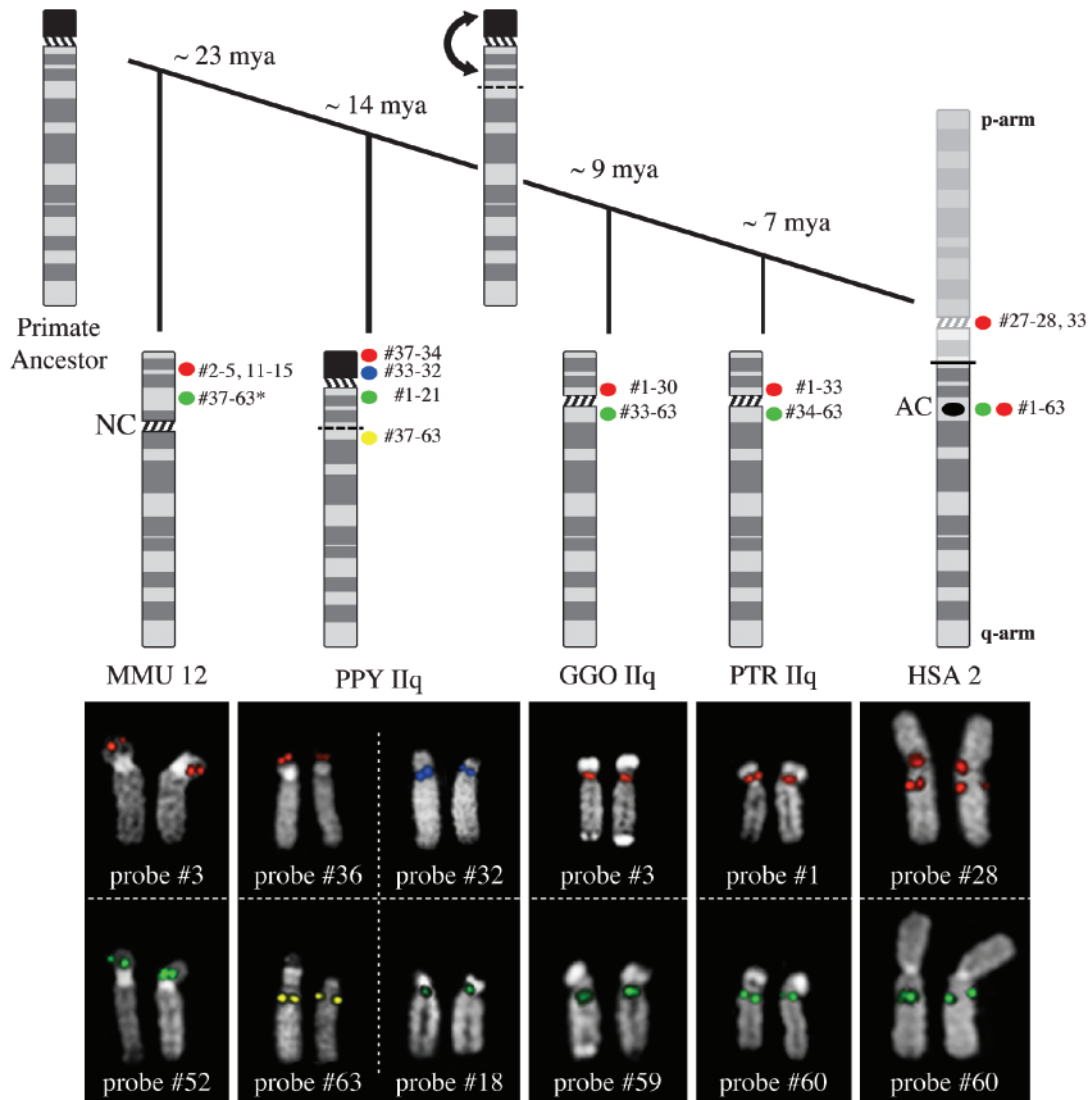 ~ 23 mya
~ 14 mya
~ 9 mya
~ 7 mya
p-arm
Primate
Ancestor
#27-28, 33
#2-5, 11-15
#37-63*
NC
#37-34
#33-32
#1-21
#37-63
#1-30
#33-63
#1-33
#34-63
AC
#1-63
q-arm
MMU 12
PPY IIq
GGO IIq
PTR IIq
HSA 2
probe #3
probe #36
probe #32
probe #3
probe #1
probe #28
probe #52
probe #63
probe #18
probe #59
probe #60
probe #60